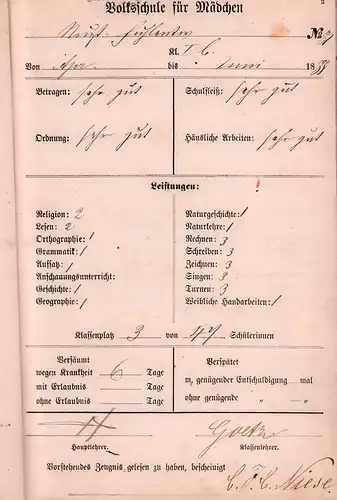 3
Volksschule für Mädchen
№
Kl. I C.
Von bis Juni 18
Betragen: sehr gut Schulfleiß: sehr gut
Ordnung: sehr gut Häusliche Arbeiten: sehr gut
Leistungen:
Religion: 2 Naturgeschichte: 1
Lesen: 2 Naturlehre: 1
Orthographie: 1 Rechnen: 3
Grammatik: 1 Schreiben: 3
Aufsatz: 1 Zeichnen: 3
Anschauungsunterricht: Singen: 3
Geschichte: 1 Turnen: 3
Geographie: 1 Weibliche Handarbeiten: 1
Klassenplatz 3 von 47 Schülerinnen
Versäumt Verspätet
wegen Krankheit 6 Tage m. genügender Entschuldigung mal
mit Erlaubnis Tage ohne genügende " "
ohne Erlaubnis Tage
Goetz
Hauptlehrer. Klassenlehrer.
Vorstehendes Zeugnis gelesen zu haben, bescheinigt
Niese